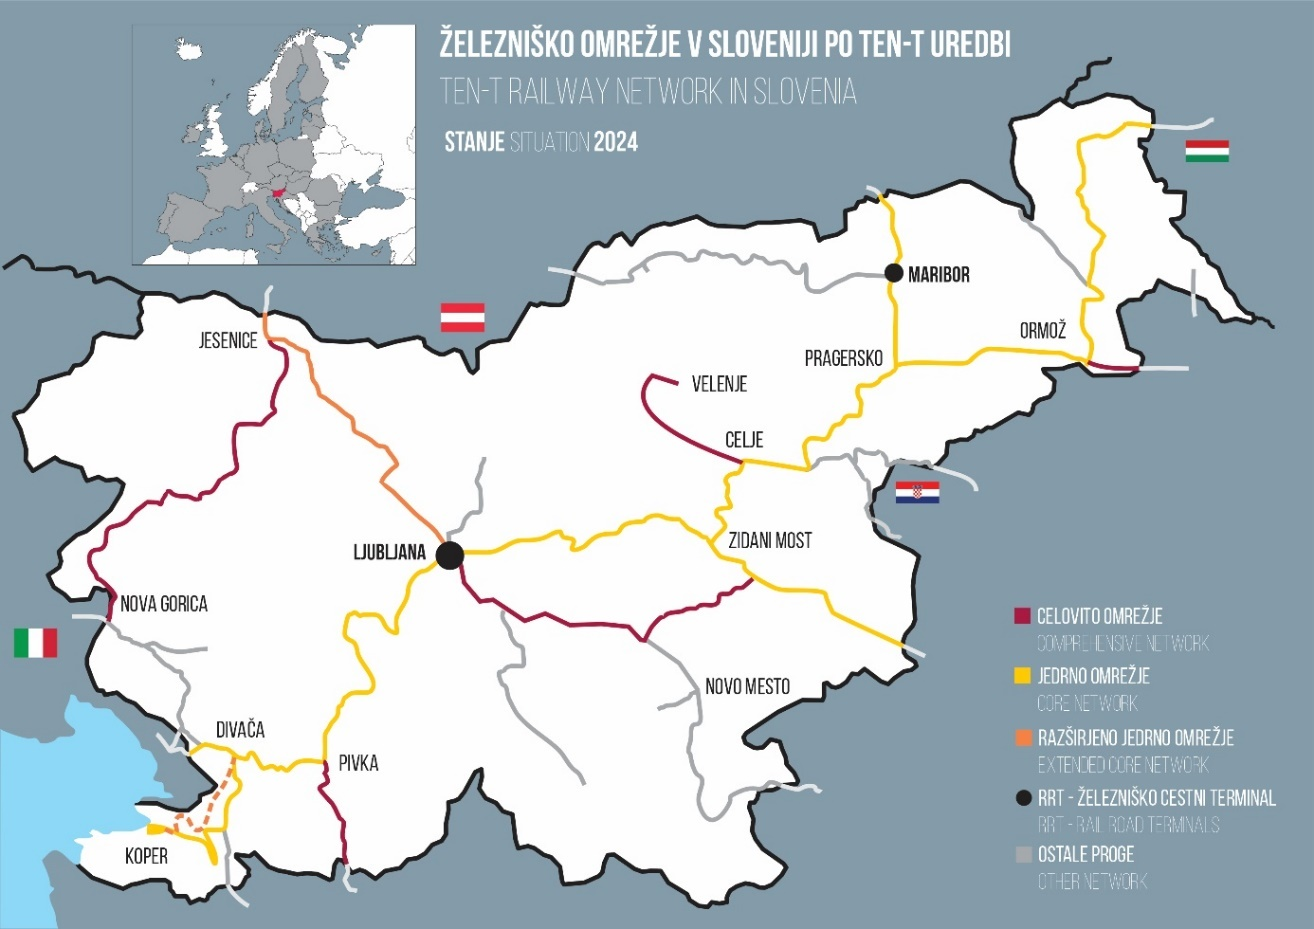 ŽELEZNIŠKO OMREŽJE V SLOVENIJI PO TEN-T UREDBI
TEN-T RAILWAY NETWORK IN SLOVENIA
STANJE SITUATION 2024
MARIBOR
ORMOŽ
JESENICE
PRAGERSKO
VELENJE
CELJE
ZIDANI MOST
LJUBLJANA
NOVA GORICA
NOVO MESTO
DIVAČA
PIVKA
KOPER
CELOVITO OMREŽJE
COMPREHENSIVE NETWORK
JEDRNO OMREŽJE
CORE NETWORK
RAZŠIRJENO JEDRNO OMREŽJE
EXTENDED CORE NETWORK
RRT - ŽELEZNIŠKO CESTNI TERMINAL
RRT - RAIL ROAD TERMINALS
OSTALE PROGE
OTHER NETWORK